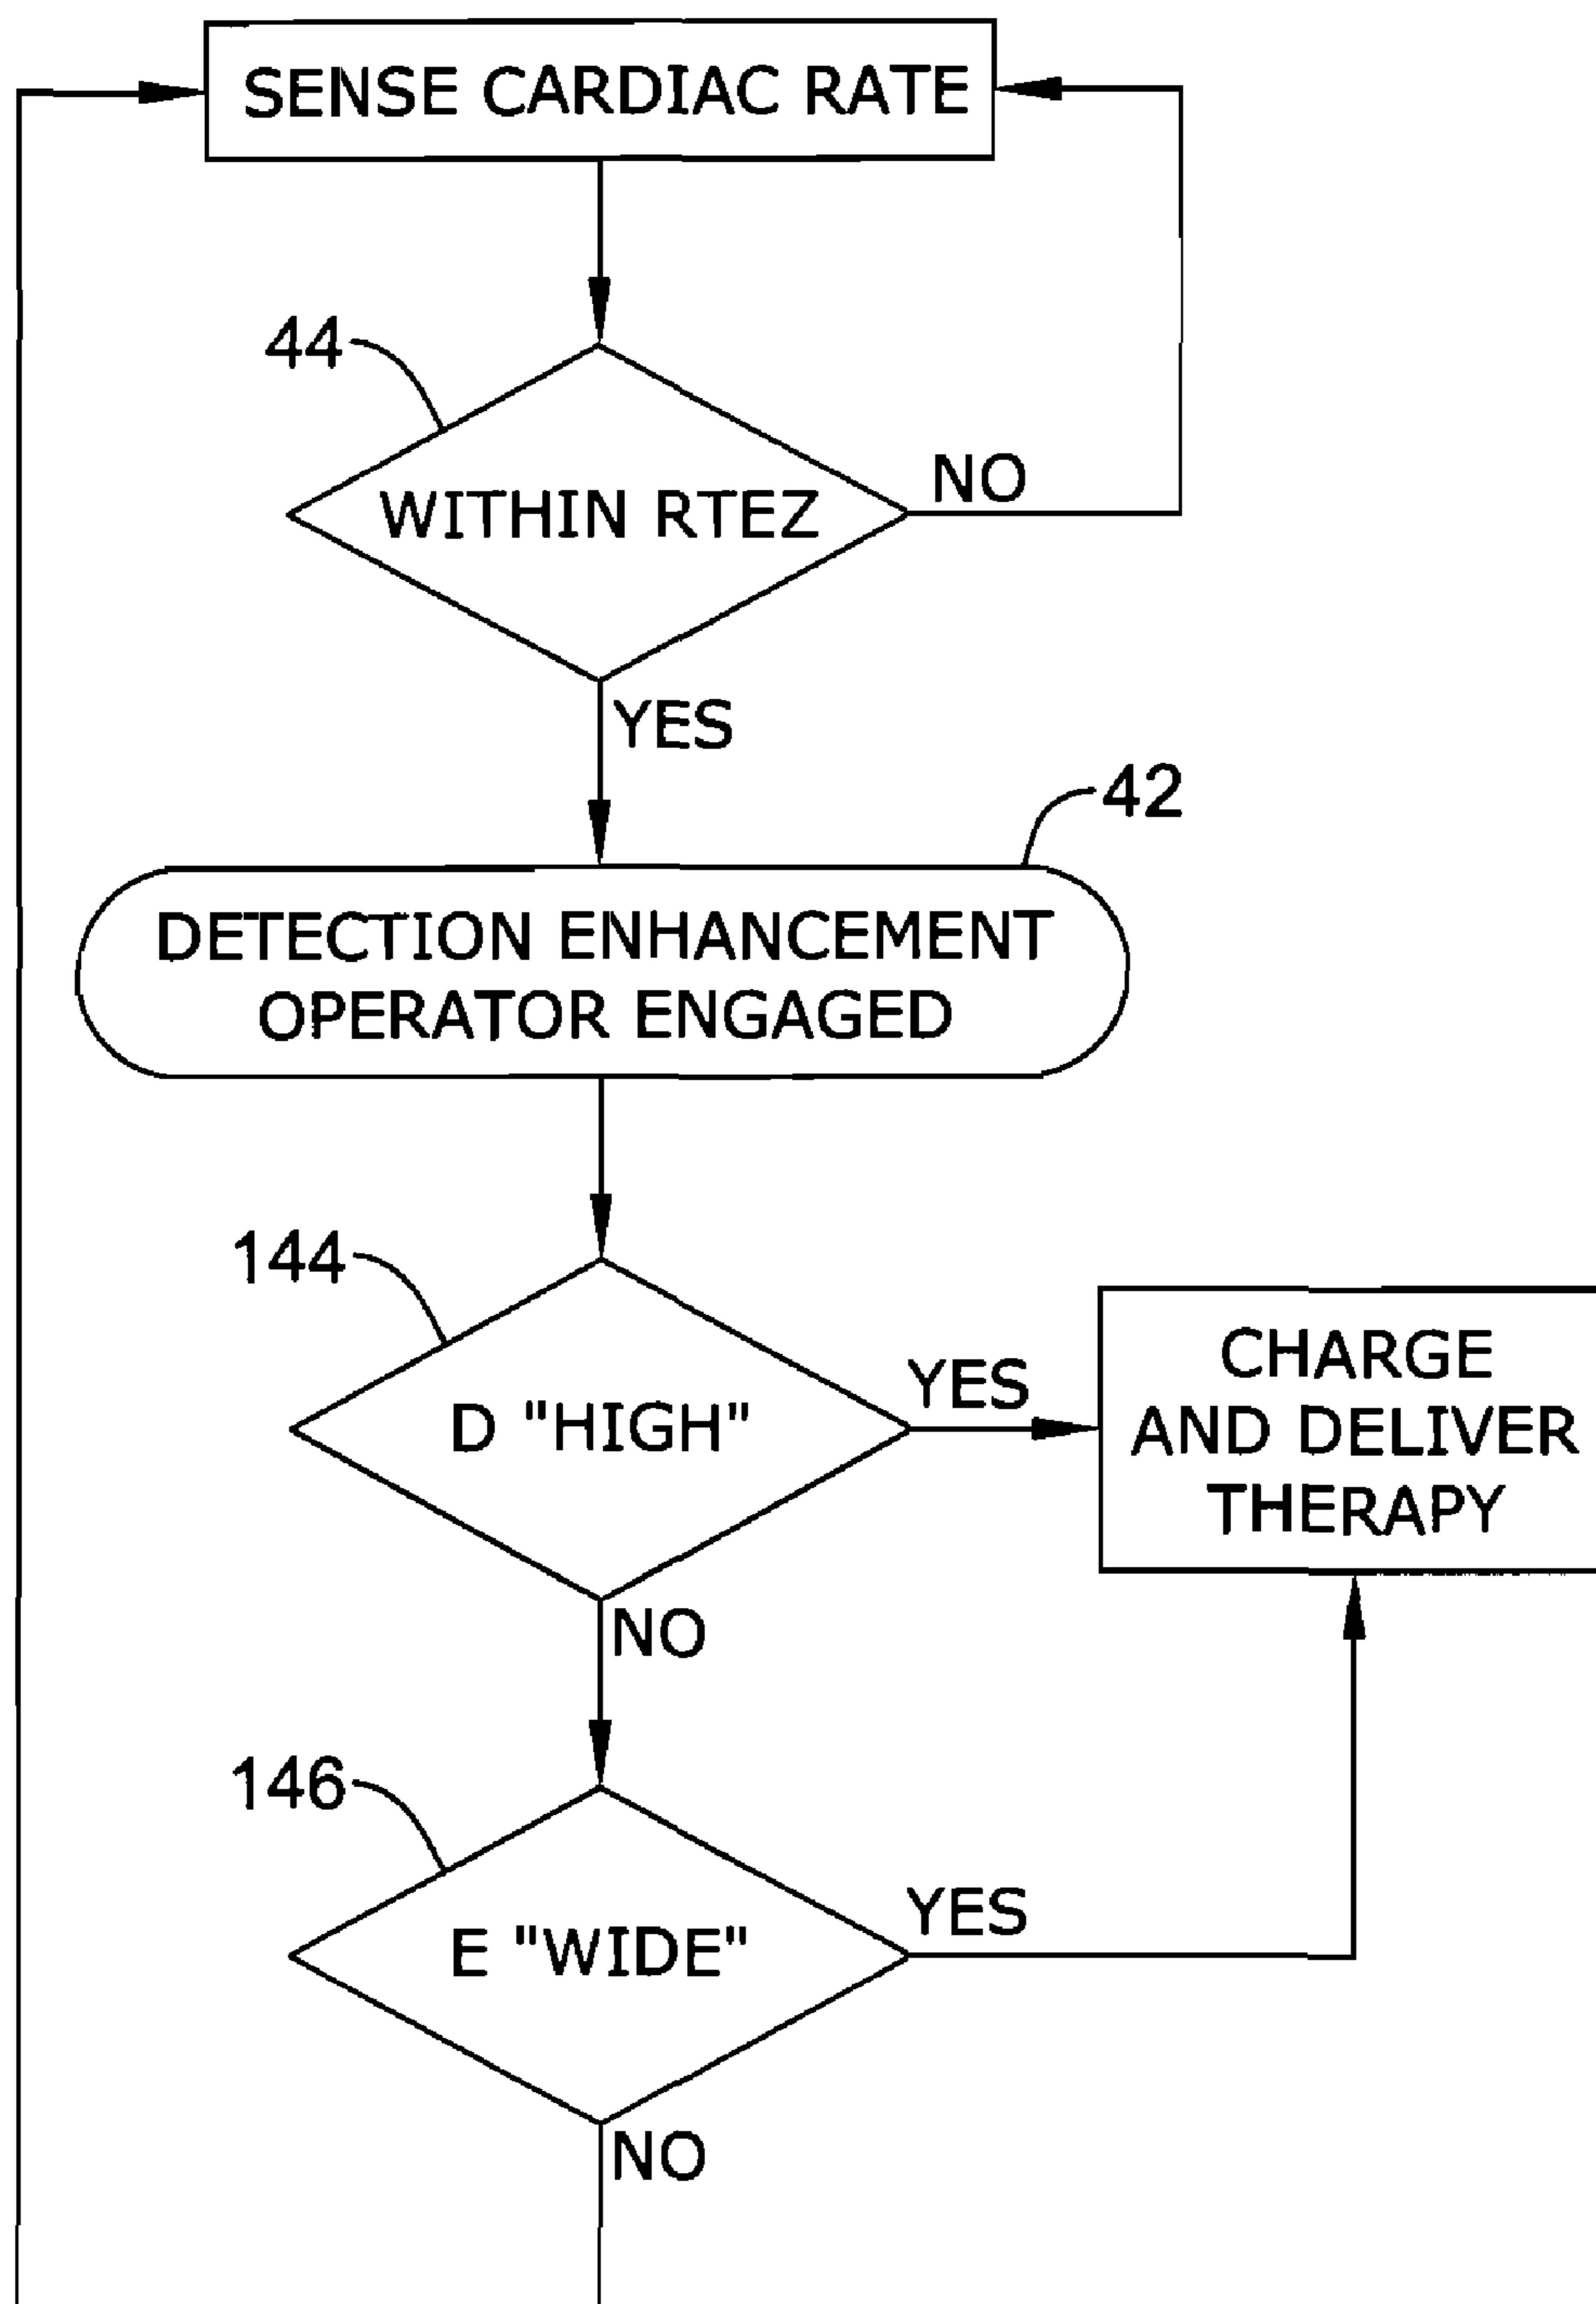 SENSE CARDIAC RATE
44
WITHIN RTEZ
NO
YES
42
DETECTION ENHANCEMENT
OPERATOR ENGAGED
144
D "HIGH"
YES
CHARGE
AND DELIVER
THERAPY
NO
146
E "WIDE"
YES
NO